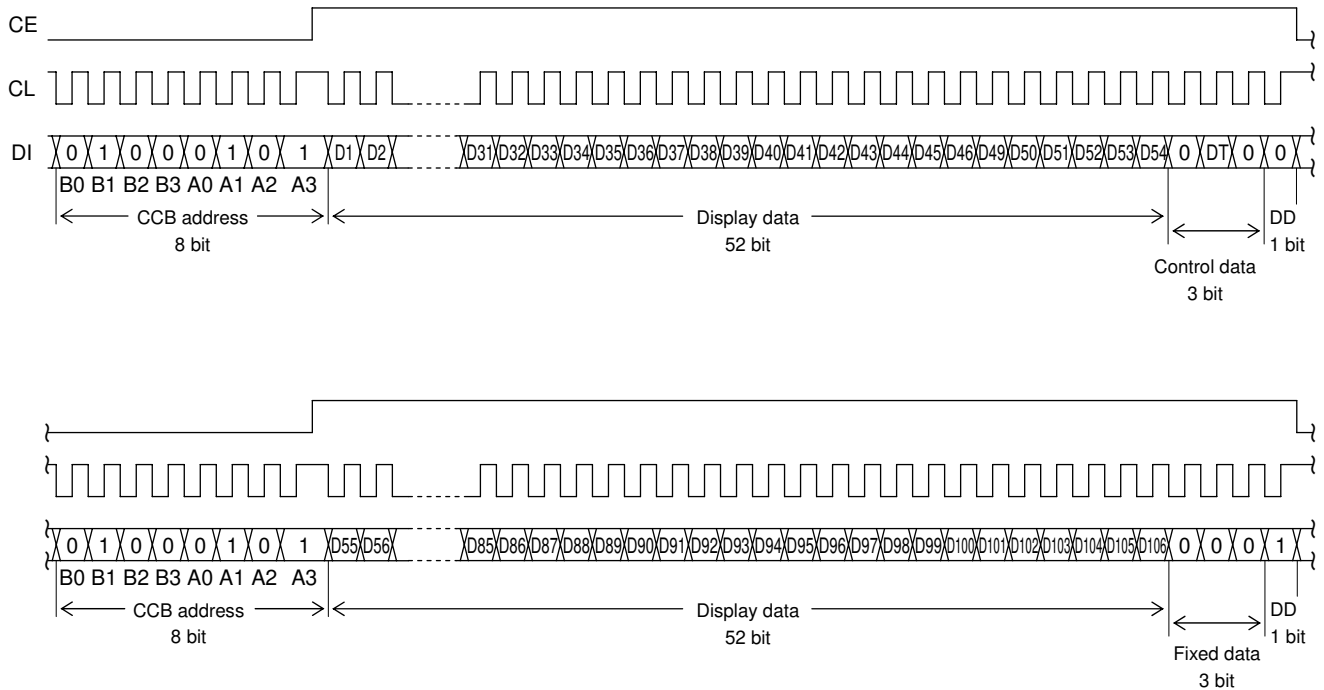 CE
CL
DI 0 1 0 0 0 1 0 1 D1 D2 D31 D32 D33 D34 D35 D36 D37 D38 D39 D40 D41 D42 D43 D44 D45 D46 D49 D50 D51 D52 D53 D54 0 DT 0 0
B0 B1 B2 B3 A0 A1 A2 A3
CCB address Display data DD
8 bit 52 bit 1 bit
Control data
3 bit
0 1 0 0 0 1 0 1 D55 D56 D85 D86 D87 D88 D89 D90 D91 D92 D93 D94 D95 D96 D97 D98 D99 D100 D101 D102 D103 D104 D105 D106 0 0 0 1
B0 B1 B2 B3 A0 A1 A2 A3
CCB address Display data DD
8 bit 52 bit 1 bit
Fixed data
3 bit